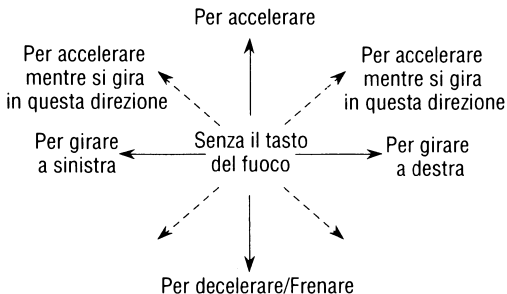 Per accelerare
Per accelerare
mentre si gira
in questa direzione
Per accelerare
mentre si gira
in questa direzione
Per girare
a sinistra
Senza il tasto
del fuoco
Per girare
a destra
Per decelerare/Frenare